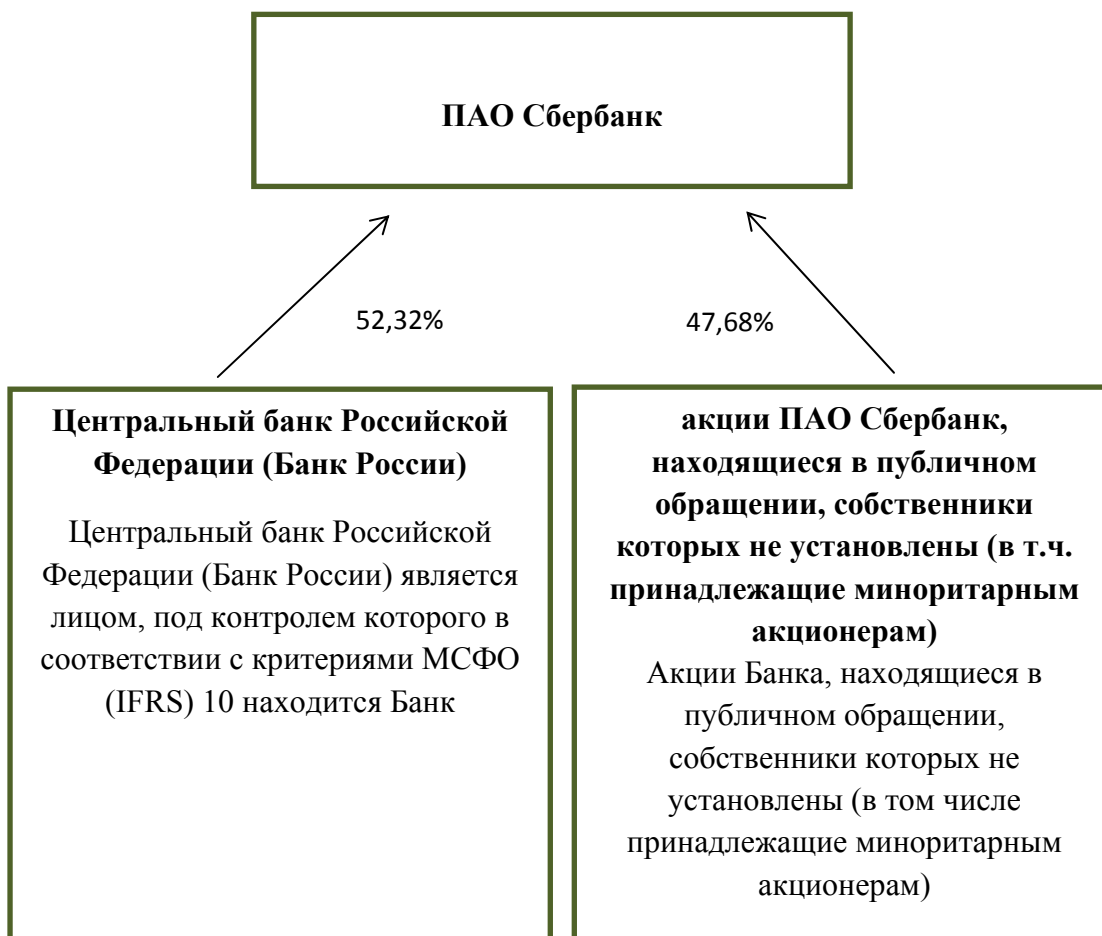 ПАО Сбербанк
52,32%
47,68%
Центральный банк Российской
Федерации (Банк России)
Центральный банк Российской
Федерации (Банк России) является
лицом, под контролем которого в
соответствии с критериями МСФО
(IFRS) 10 находится Банк
акции ПАО Сбербанк,
находящиеся в публичном
обращении, собственники
которых не установлены (в т.ч.
принадлежащие миноритарным
акционерам)
Акции Банка, находящиеся в
публичном обращении,
собственники которых не
установлены (в том числе
принадлежащие миноритарным
акционерам)